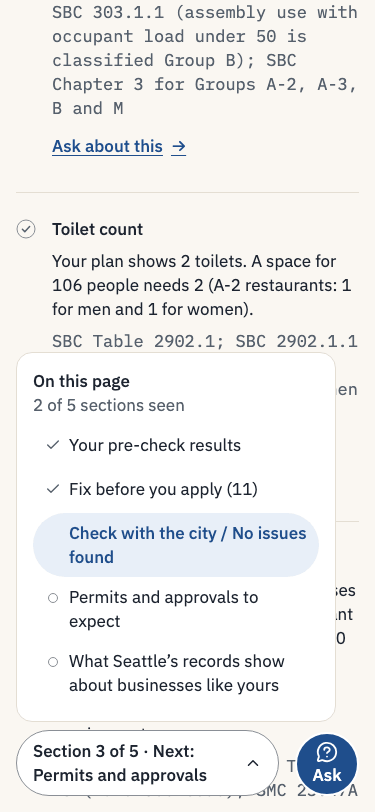 SBC 303.1.1 (assembly use with
occupant load under 50 is
classified Group B); SBC
Chapter 3 for Groups A-2, A-3,
B and M
Ask about this →
Toilet count
Your plan shows 2 toilets. A space for
106 people needs 2 (A-2 restaurants: 1
for men and 1 for women).
SBC Table 2902.1; SBC 2902.1.1
On this page
2 of 5 sections seen
Your pre-check results
Fix before you apply (11)
Check with the city / No issues
found
Permits and approvals to
expect
What Seattle’s records show
about businesses like yours
Section 3 of 5 · Next:
Permits and approvals
Ask